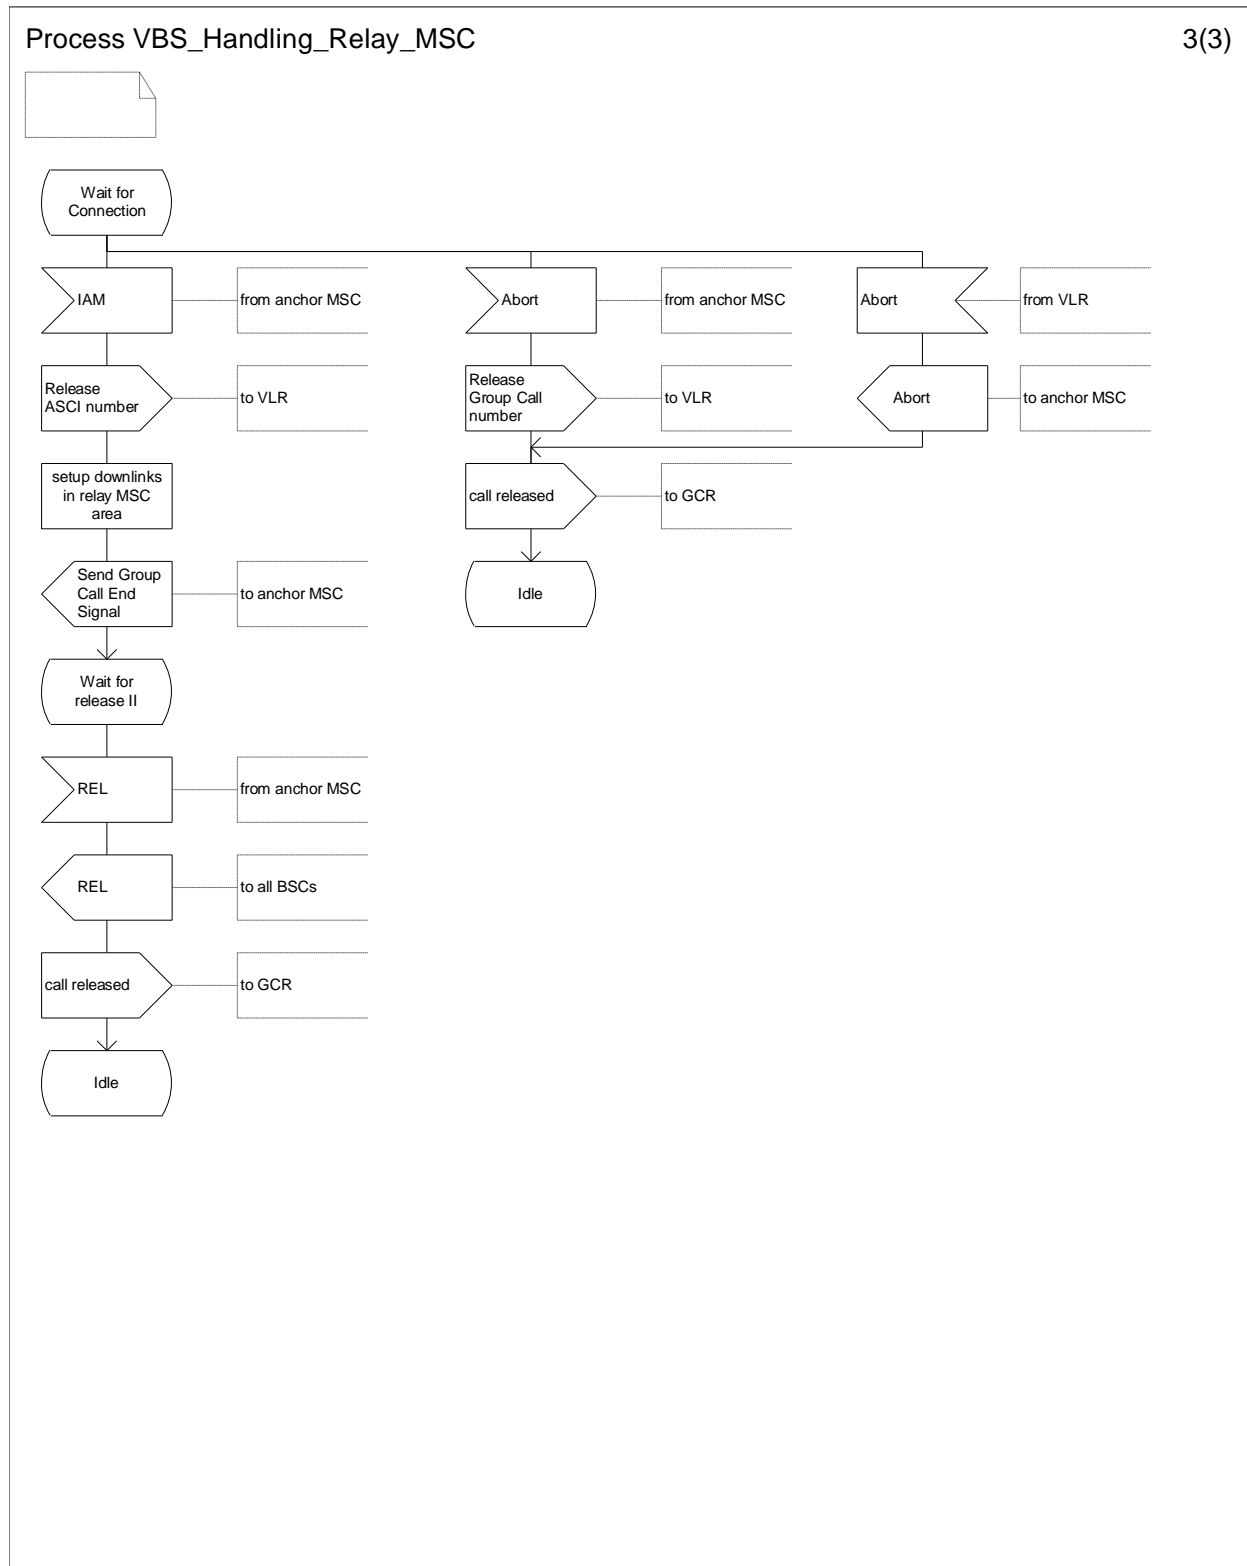 Process VBS_Handling_Relay_MSC
3(3)
Wait for
Connection
IAM
from anchor MSC
Abort
from anchor MSC
Abort
from VLR
Release
ASCI number
to VLR
Release
Group Call
number
to VLR
Abort
to anchor MSC
setup downlinks
in relay MSC
area
call released
to GCR
Send Group
Call End
Signal
to anchor MSC
Idle
Wait for
release II
REL
from anchor MSC
REL
to all BSCs
call released
to GCR
Idle